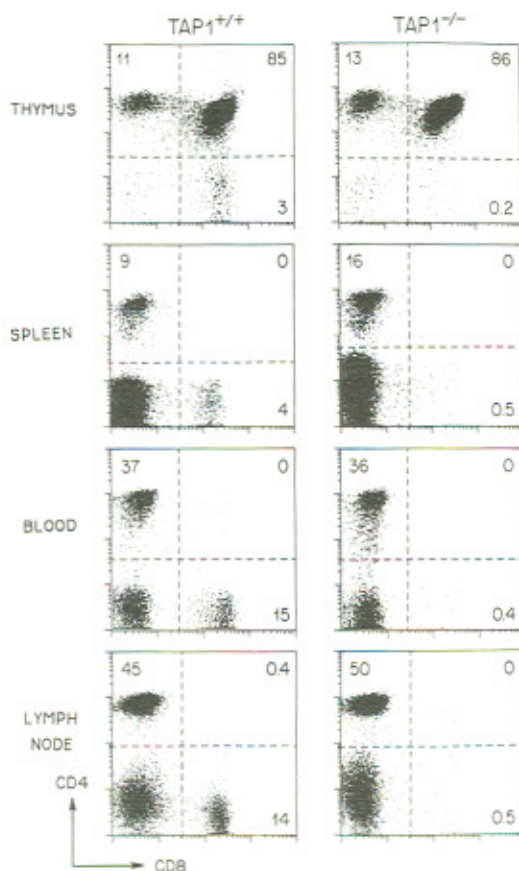 TAP1+/+ TAP1-/-
THYMUS
11 85 13 86
3 0.2
SPLEEN
9 0 16 0
4 0.5
BLOOD
37 0 36 0
15 0.4
LYMPH
NODE
45 0.4 50 0
14 0.5
CD4
CD8